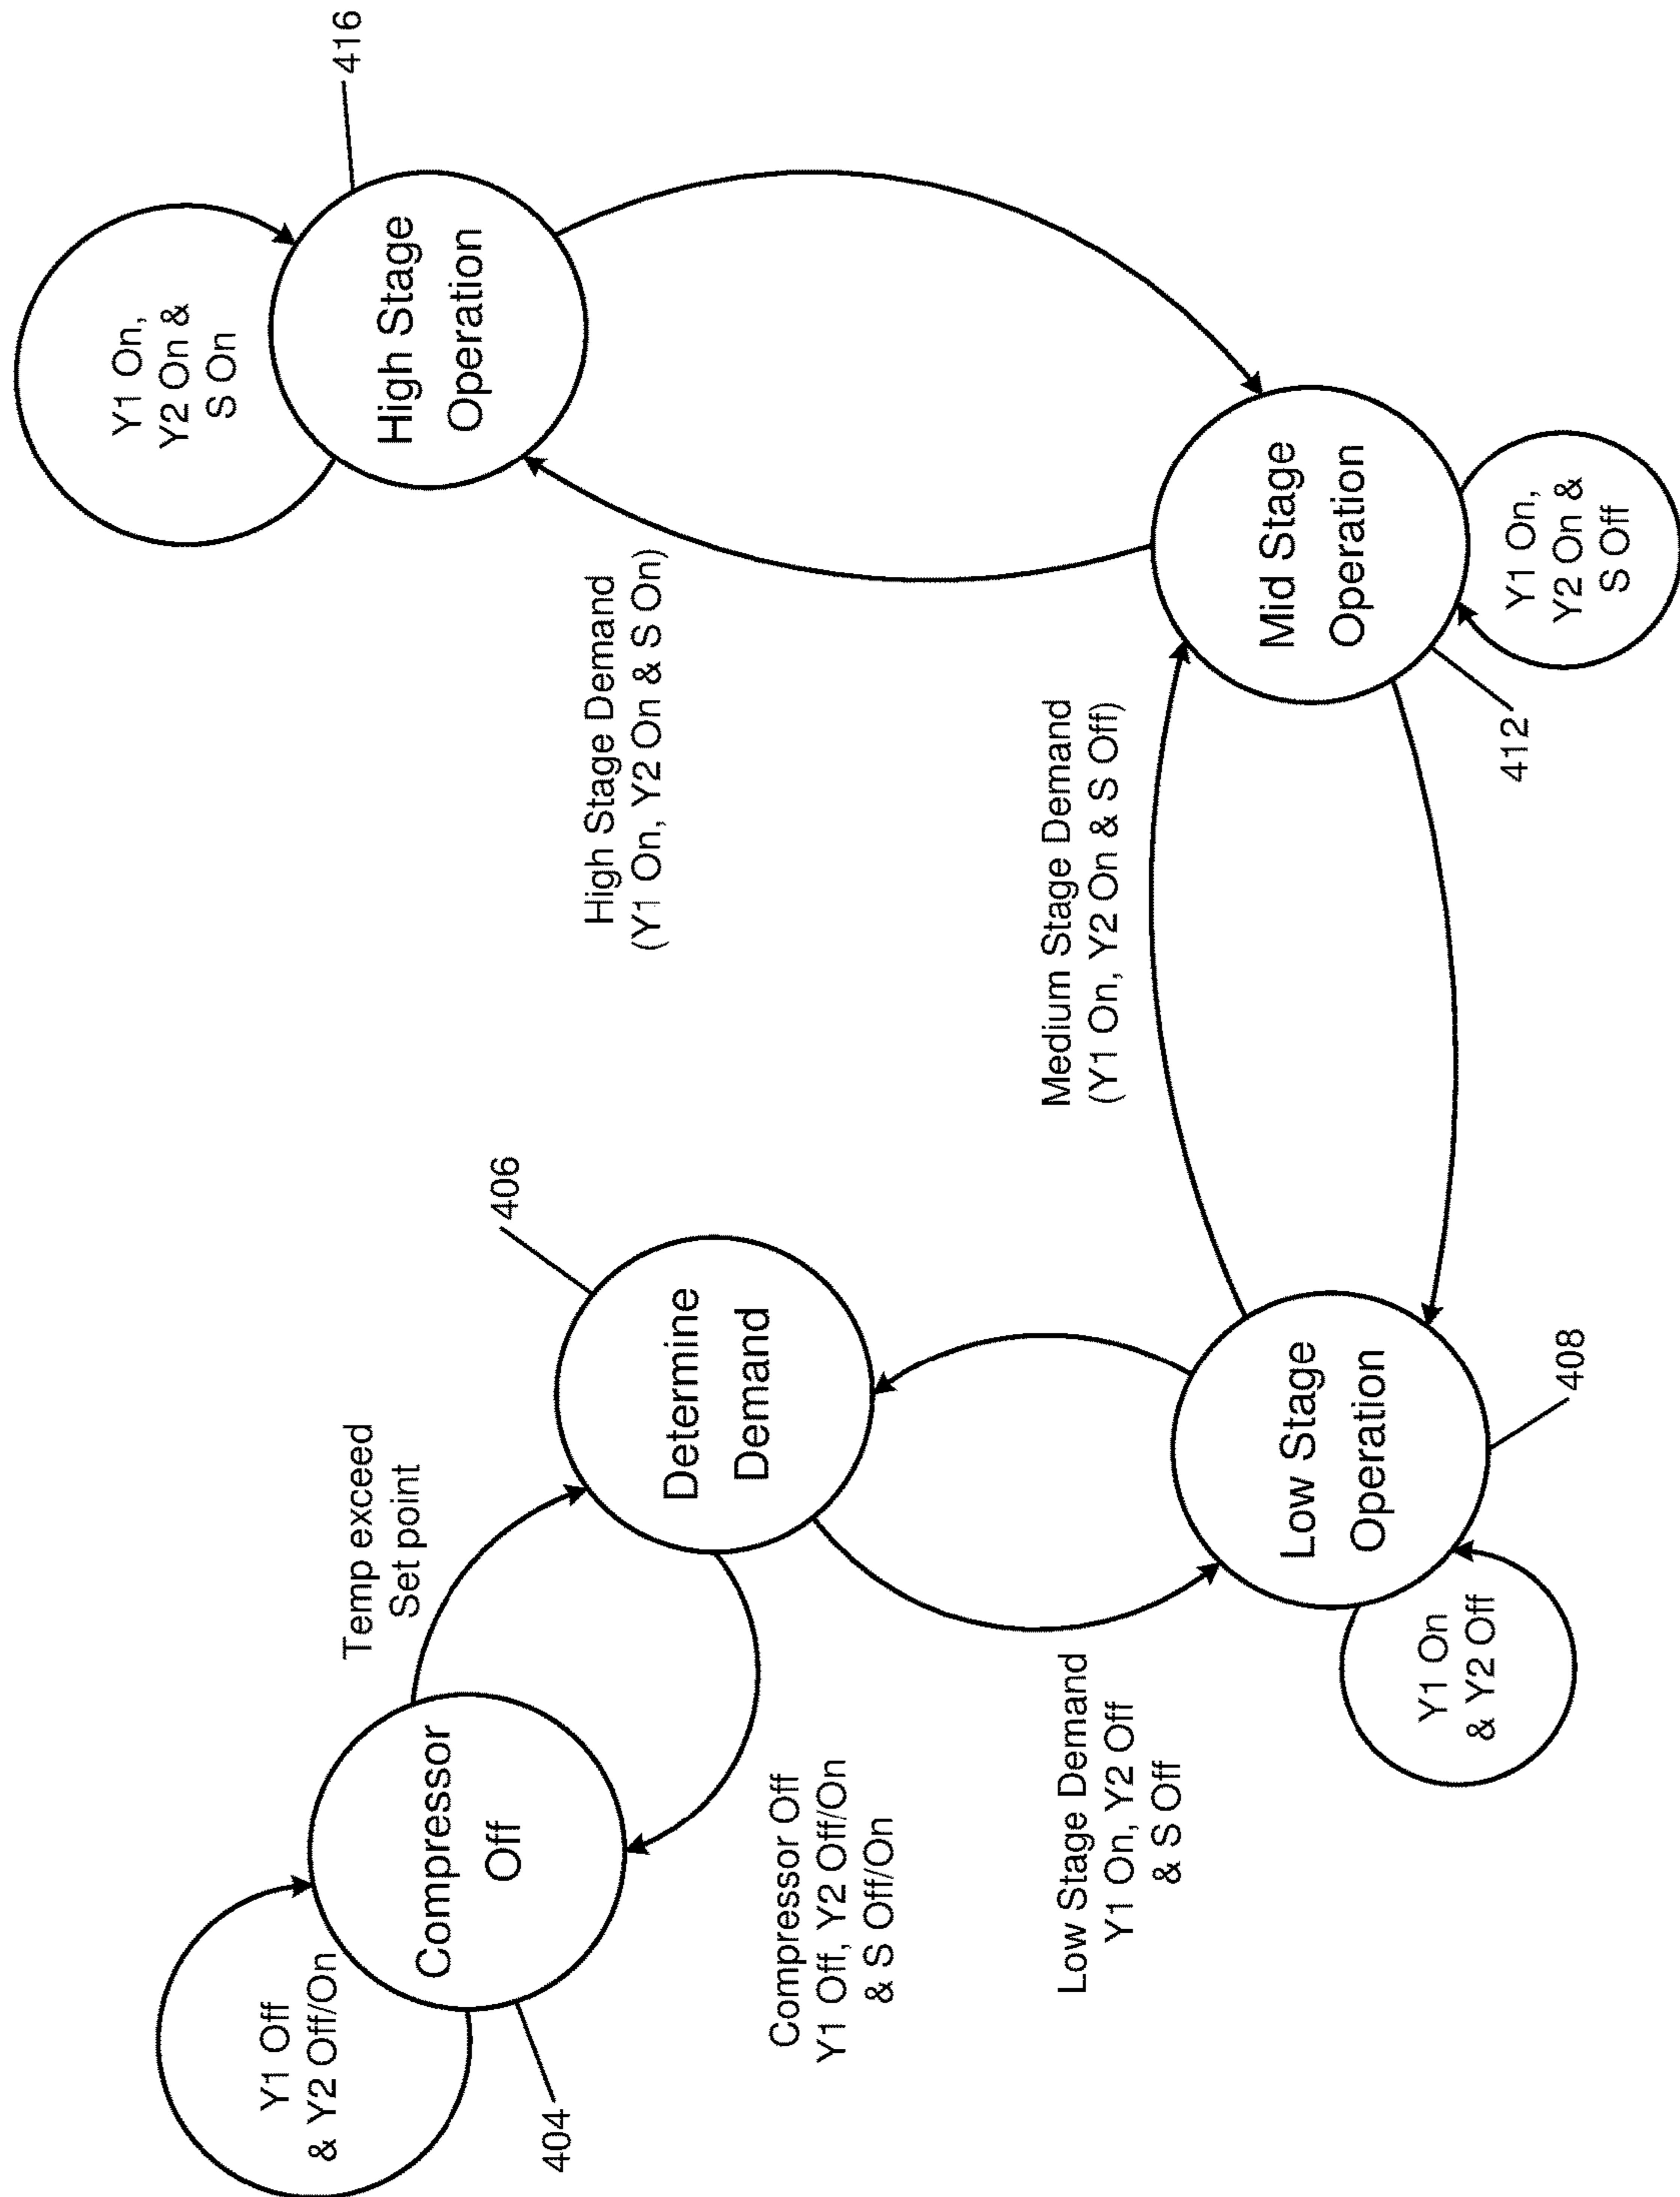 Y1 Off
& Y2 Off/On
Compressor
Off
404
Temp exceed
Set point
Compressor Off
Y1 Off, Y2 Off/On
& S Off/On
Determine
Demand
406
Low Stage Demand
Y1 On, Y2 Off
& S Off
Y1 On
& Y2 Off
Low Stage
Operation
408
Medium Stage Demand
(Y1 On, Y2 On & S Off)
Mid Stage
Operation
412
Y1 On,
Y2 On &
S Off
High Stage Demand
(Y1 On, Y2 On & S On)
High Stage
Operation
416
Y1 On,
Y2 On &
S On